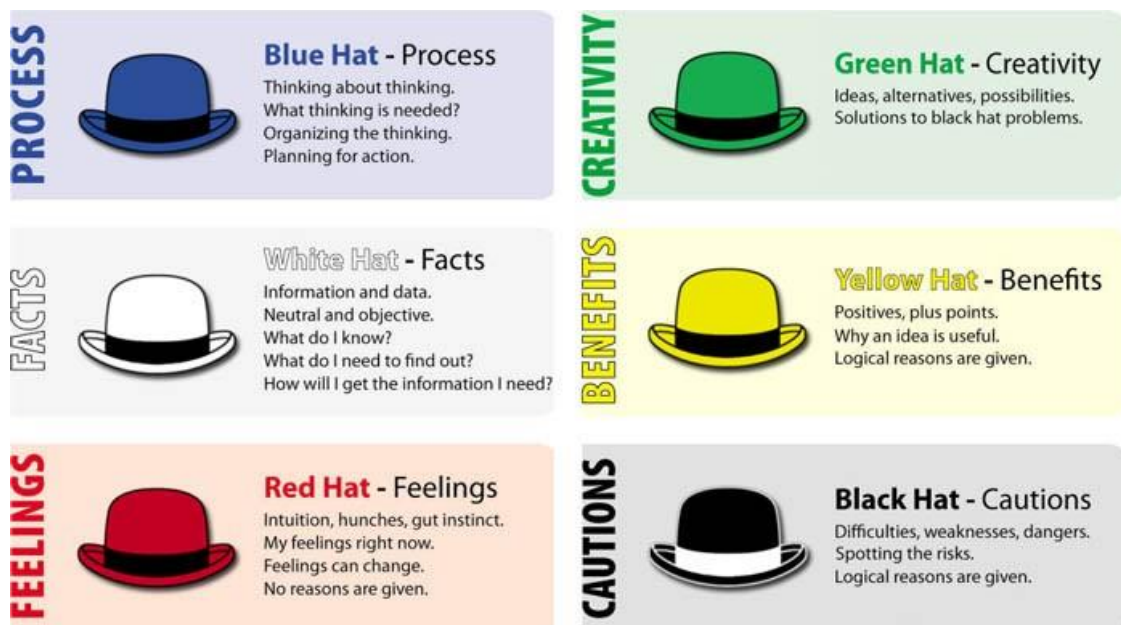 PROCESS
Blue Hat - Process
Thinking about thinking.
What thinking is needed?
Organizing the thinking.
Planning for action.
CREATIVITY
Green Hat - Creativity
Ideas, alternatives, possibilities.
Solutions to black hat problems.
FACTS
White Hat - Facts
Information and data.
Neutral and objective.
What do I know?
What do I need to find out?
How will I get the information I need?
BENEFITS
Yellow Hat - Benefits
Positives, plus points.
Why an idea is useful.
Logical reasons are given.
FEELINGS
Red Hat - Feelings
Intuition, hunches, gut instinct.
My feelings right now.
Feelings can change.
No reasons are given.
CAUTIONS
Black Hat - Cautions
Difficulties, weaknesses, dangers.
Spotting the risks.
Logical reasons are given.